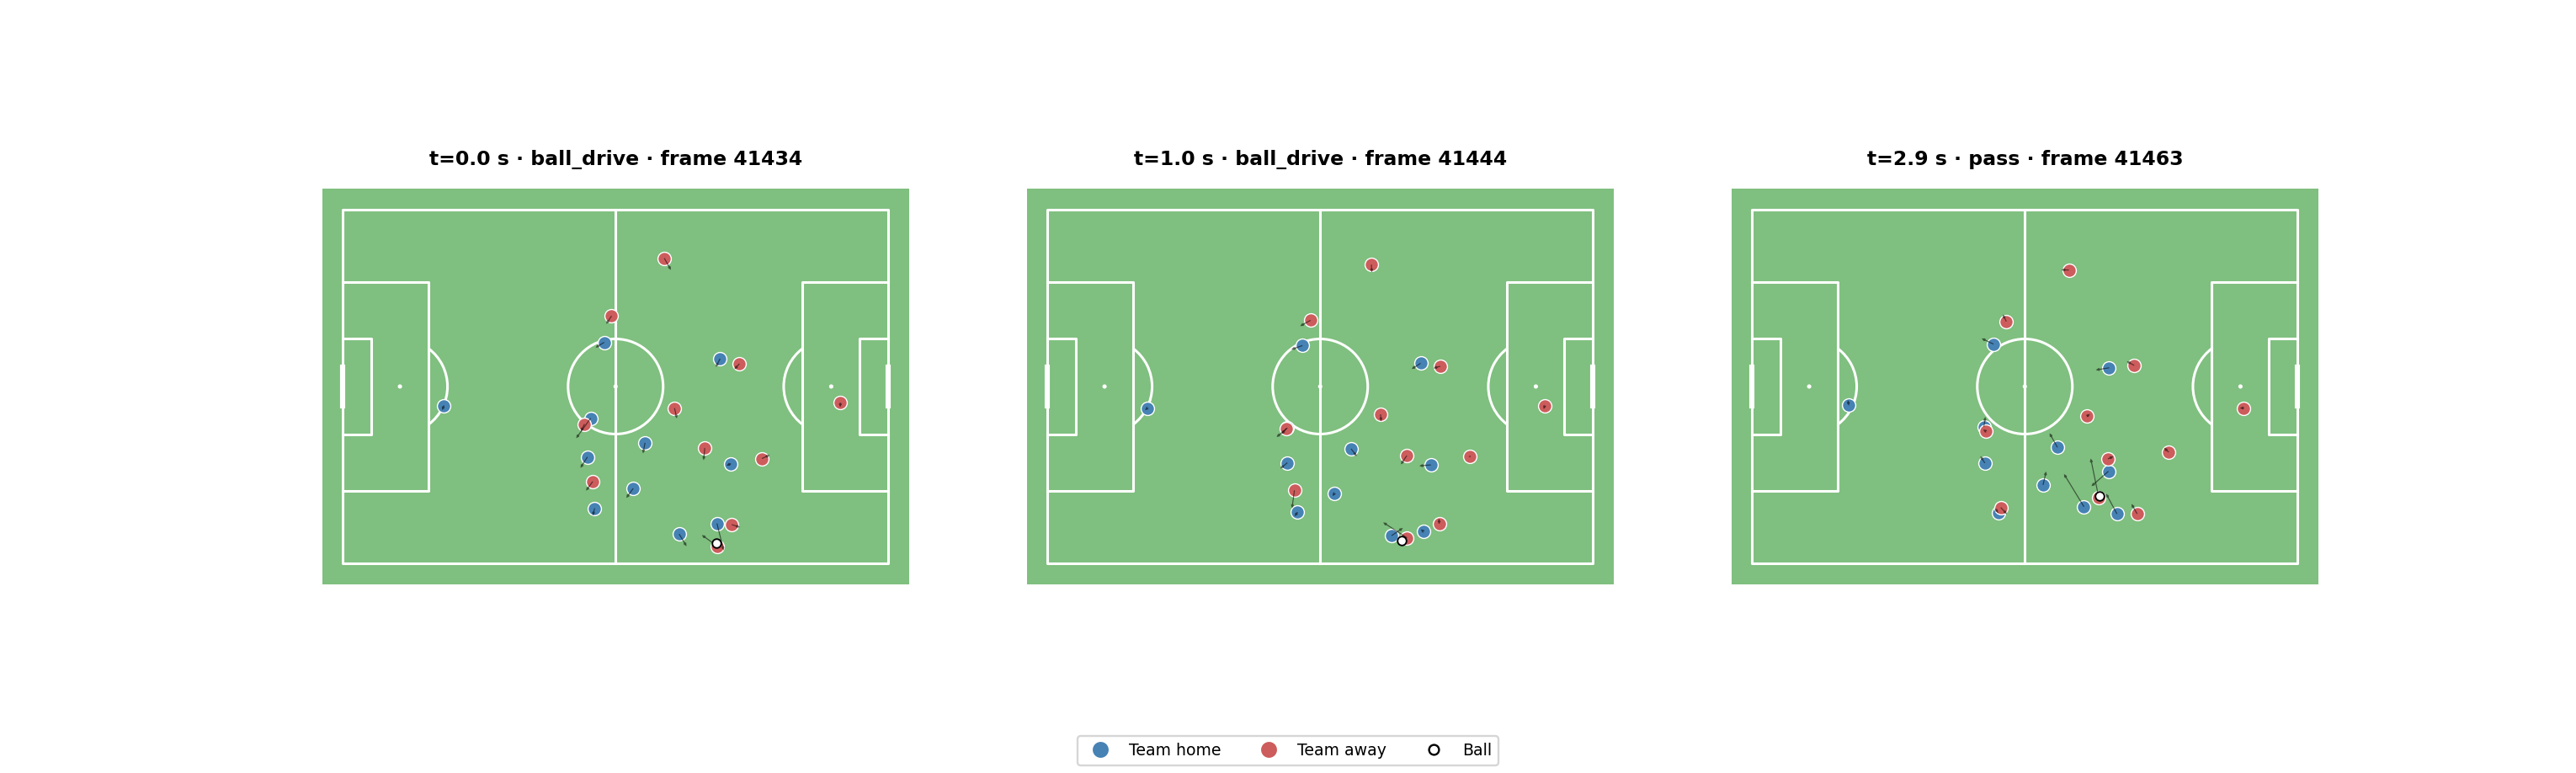 t=0.0 s · ball_drive · frame 41434
t=1.0 s · ball_drive · frame 41444
t=2.9 s · pass · frame 41463
Team home
Team away
Ball